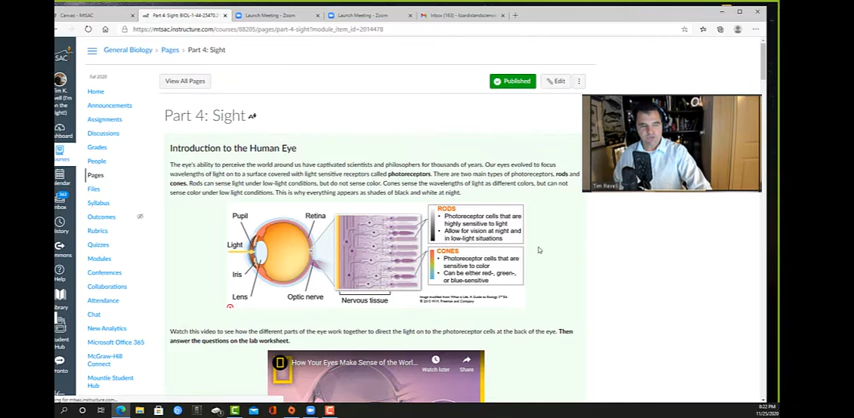 Canvas - MtSAC
Part 4: Sight: BIOL-1-44-25470
Launch Meeting - Zoom
Launch Meeting - Zoom
https://mtsac.instructure.com/courses/88205/pages/part-4-sight?module_item_id=2014478
SAC
General Biology > Pages > Part 4: Sight
Fall 2020
View All Pages
Published
Edit
Home
Announcements
Assignments
Discussions
Grades
People
Pages
Files
Syllabus
Outcomes
Rubrics
Quizzes
Modules
Conferences
Collaborations
Attendance
Chat
New Analytics
Microsoft Office 365
McGraw-Hill
Connect
Mountie Student
Hub
Part 4: Sight
Introduction to the Human Eye
The eye's ability to perceive the world around us have captivated scientists and philosophers for thousands of years. Our eyes evolved to focus
wavelengths of light on to a surface covered with light sensitive receptors called photoreceptors. There are two main types of photoreceptors, rods and
cones. Rods can sense light under low-light conditions, but do not sense color. Cones sense the wavelengths of light as different colors, but can not
sense color under low light conditions. This is why everything appears as shades of black and white at night.
Pupil
Retina
Light
Iris
Lens
Optic nerve
Nervous tissue
RODS
• Photoreceptor cells that are
highly sensitive to light
• Allow for vision at night and
in low-light situations
CONES
• Photoreceptor cells that are
sensitive to color
• Can be either red-, green-,
or blue-sensitive
Watch this video to see how the different parts of the eye work together to direct the light on to the photoreceptor cells at the back of the eye. Then
answer the questions on the lab worksheet.
How Your Eyes Make Sense of the Worl...
Watch later
Share
Tim Revell
8:22 PM
11/25/2020